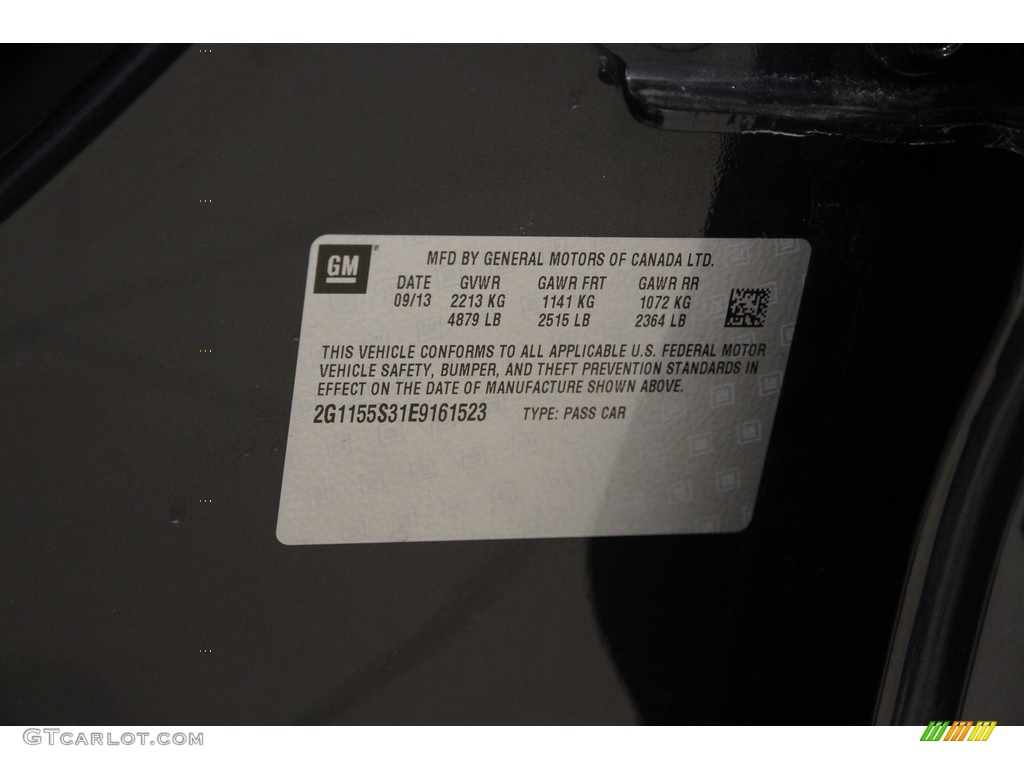 GM
MFD BY GENERAL MOTORS OF CANADA LTD.
DATE GVWR GAWR FRT GAWR RR
09/13 2213 KG 1141 KG 1072 KG
4879 LB 2515 LB 2364 LB
THIS VEHICLE CONFORMS TO ALL APPLICABLE U.S. FEDERAL MOTOR
VEHICLE SAFETY, BUMPER, AND THEFT PREVENTION STANDARDS IN
EFFECT ON THE DATE OF MANUFACTURE SHOWN ABOVE.
2G1155S31E9161523 TYPE: PASS CAR
GTCARLOT.COM